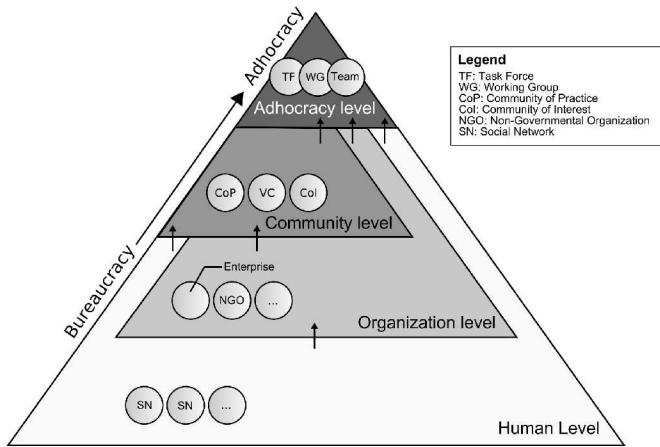 Adhocracy
Bureaucracy
TF
WG
Team
Adhocracy level
CoP
VC
CoI
Community level
Enterprise
NGO
...
Organization level
SN
SN
...
Human Level
Legend
TF: Task Force
WG: Working Group
CoP: Community of Practice
CoI: Community of Interest
NGO: Non-Governmental Organization
SN: Social Network